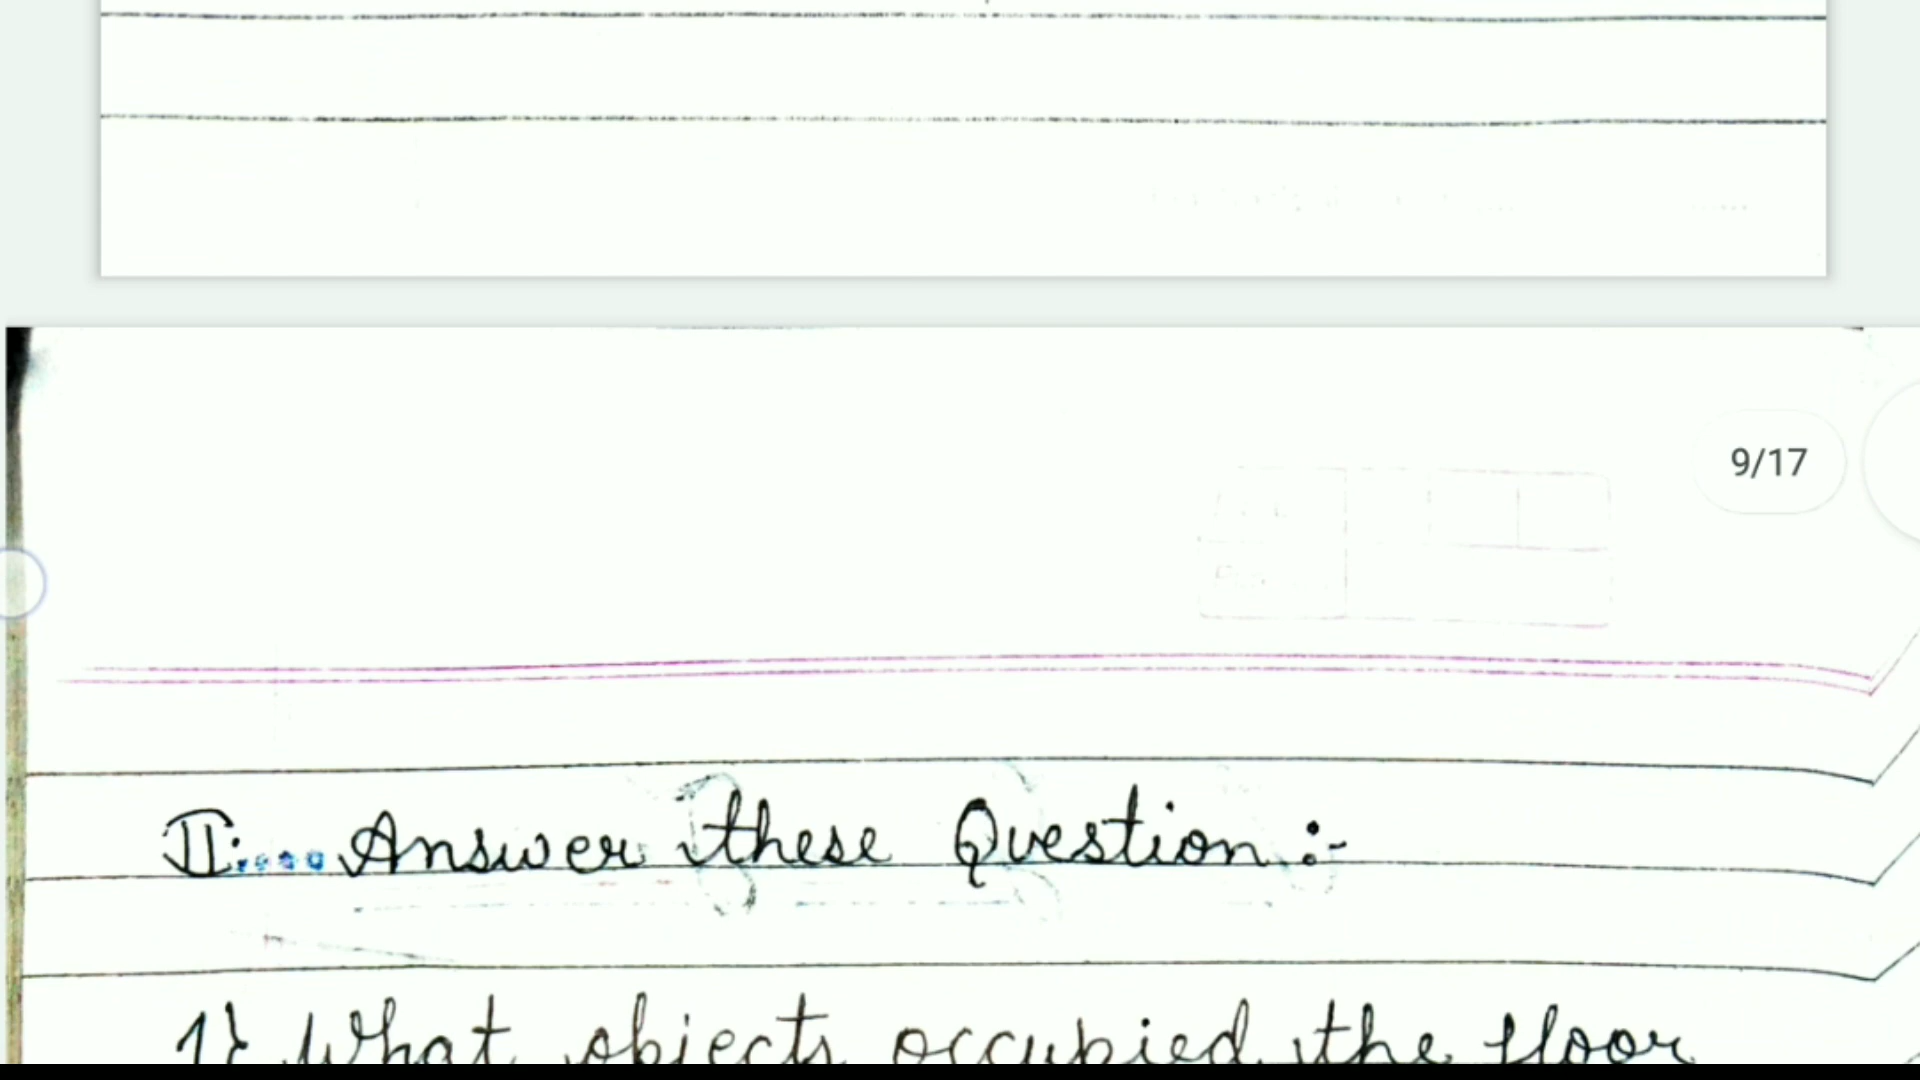 9/17
II.... Answer these Question :-
1} What objects occupied the floor